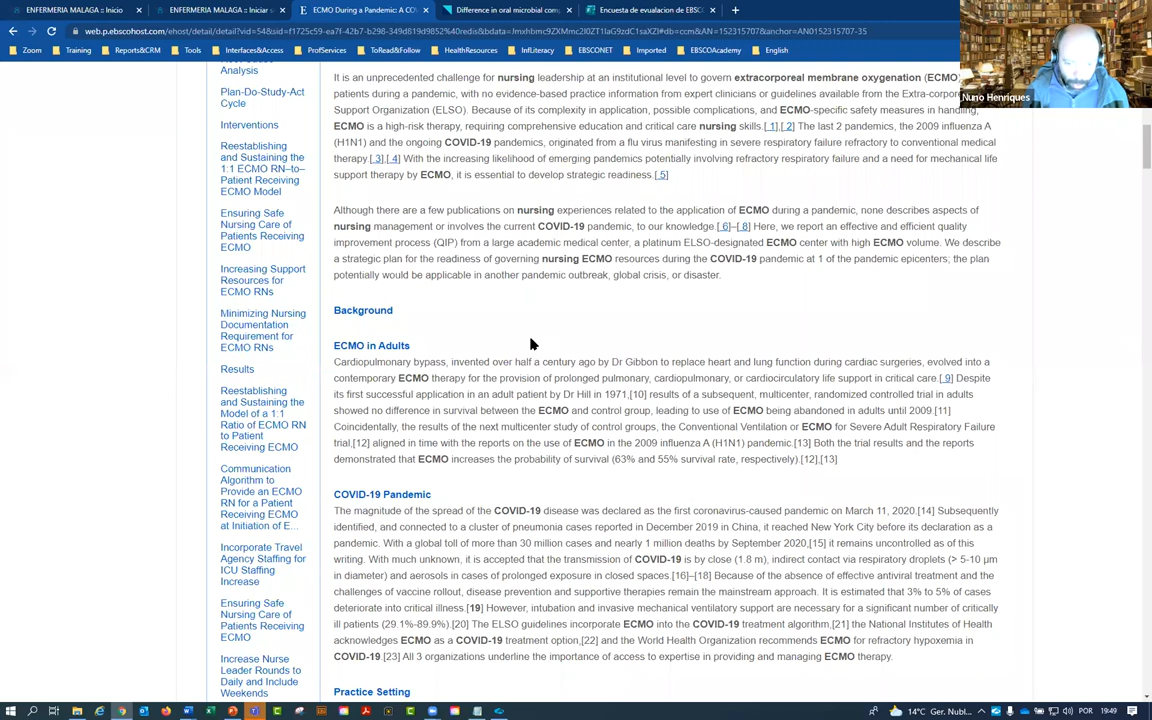 ENFERMERIA MALAGA :: Inicio
ENFERMERIA MALAGA :: Iniciar s
ECMO During a Pandemic: A CO
Difference in oral microbial com
Encuesta de evualacion de EBSC
web.p.ebscohost.com/ehost/detail/detail?vid=54&sid=f1725c59-ea7f-42b7-b298-349d619d9852%40redis&bdata=Jmxhbmc9ZXMmc2l0ZT1laG9zdC1saXZl#db=ccm&AN=152315707&anchor=AN0152315707-35
Zoom
Training
Reports&CRM
Tools
Interfaces&Access
ProfServices
ToRead&Follow
HealthResources
InfLiteracy
EBSCONET
Imported
EBSCOAcademy
English
Nuno Henriques
Analysis
Plan-Do-Study-Act
Cycle
Interventions
Reestablishing
and Sustaining the
1:1 ECMO RN–to–
Patient Receiving
ECMO Model
Ensuring Safe
Nursing Care of
Patients Receiving
ECMO
Increasing Support
Resources for
ECMO RNs
Minimizing Nursing
Documentation
Requirement for
ECMO RNs
Results
Reestablishing
and Sustaining the
Model of a 1:1
Ratio of ECMO RN
to Patient
Receiving ECMO
Communication
Algorithm to
Provide an ECMO
RN for a Patient
Receiving ECMO
at Initiation of E...
Incorporate Travel
Agency Staffing for
ICU Staffing
Increase
Ensuring Safe
Nursing Care of
Patients Receiving
ECMO
Increase Nurse
Leader Rounds to
Daily and Include
Weekends
It is an unprecedented challenge for nursing leadership at an institutional level to govern extracorporeal membrane oxygenation (ECMO)
patients during a pandemic, with no evidence-based practice information from expert clinicians or guidelines available from the Extra-corpor
Support Organization (ELSO). Because of its complexity in application, possible complications, and ECMO-specific safety measures in handling,
ECMO is a high-risk therapy, requiring comprehensive education and critical care nursing skills.[ 1],[ 2] The last 2 pandemics, the 2009 influenza A
(H1N1) and the ongoing COVID-19 pandemics, originated from a flu virus manifesting in severe respiratory failure refractory to conventional medical
therapy.[ 3],[ 4] With the increasing likelihood of emerging pandemics potentially involving refractory respiratory failure and a need for mechanical life
support therapy by ECMO, it is essential to develop strategic readiness.[ 5]
Although there are a few publications on nursing experiences related to the application of ECMO during a pandemic, none describes aspects of
nursing management or involves the current COVID-19 pandemic, to our knowledge.[ 6]–[ 8] Here, we report an effective and efficient quality
improvement process (QIP) from a large academic medical center, a platinum ELSO-designated ECMO center with high ECMO volume. We describe
a strategic plan for the readiness of governing nursing ECMO resources during the COVID-19 pandemic at 1 of the pandemic epicenters; the plan
potentially would be applicable in another pandemic outbreak, global crisis, or disaster.
Background
ECMO in Adults
Cardiopulmonary bypass, invented over half a century ago by Dr Gibbon to replace heart and lung function during cardiac surgeries, evolved into a
contemporary ECMO therapy for the provision of prolonged pulmonary, cardiopulmonary, or cardiocirculatory life support in critical care.[ 9] Despite
its first successful application in an adult patient by Dr Hill in 1971,[10] results of a subsequent, multicenter, randomized controlled trial in adults
showed no difference in survival between the ECMO and control group, leading to use of ECMO being abandoned in adults until 2009.[11]
Coincidentally, the results of the next multicenter study of control groups, the Conventional Ventilation or ECMO for Severe Adult Respiratory Failure
trial,[12] aligned in time with the reports on the use of ECMO in the 2009 influenza A (H1N1) pandemic.[13] Both the trial results and the reports
demonstrated that ECMO increases the probability of survival (63% and 55% survival rate, respectively).[12],[13]
COVID-19 Pandemic
The magnitude of the spread of the COVID-19 disease was declared as the first coronavirus-caused pandemic on March 11, 2020.[14] Subsequently
identified, and connected to a cluster of pneumonia cases reported in December 2019 in China, it reached New York City before its declaration as a
pandemic. With a global toll of more than 30 million cases and nearly 1 million deaths by September 2020,[15] it remains uncontrolled as of this
writing. With much unknown, it is accepted that the transmission of COVID-19 is by close (1.8 m), indirect contact via respiratory droplets (> 5-10 μm
in diameter) and aerosols in cases of prolonged exposure in closed spaces.[16]–[18] Because of the absence of effective antiviral treatment and the
challenges of vaccine rollout, disease prevention and supportive therapies remain the mainstream approach. It is estimated that 3% to 5% of cases
deteriorate into critical illness.[19] However, intubation and invasive mechanical ventilatory support are necessary for a significant number of critically
ill patients (29.1%-89.9%).[20] The ELSO guidelines incorporate ECMO into the COVID-19 treatment algorithm,[21] the National Institutes of Health
acknowledges ECMO as a COVID-19 treatment option,[22] and the World Health Organization recommends ECMO for refractory hypoxemia in
COVID-19.[23] All 3 organizations underline the importance of access to expertise in providing and managing ECMO therapy.
Practice Setting
14°C Ger. Nubl...
POR
19:49